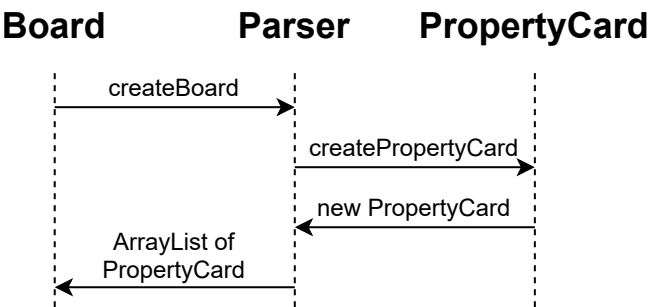 Board Parser PropertyCard
createBoard
createPropertyCard
new PropertyCard
ArrayList of
PropertyCard